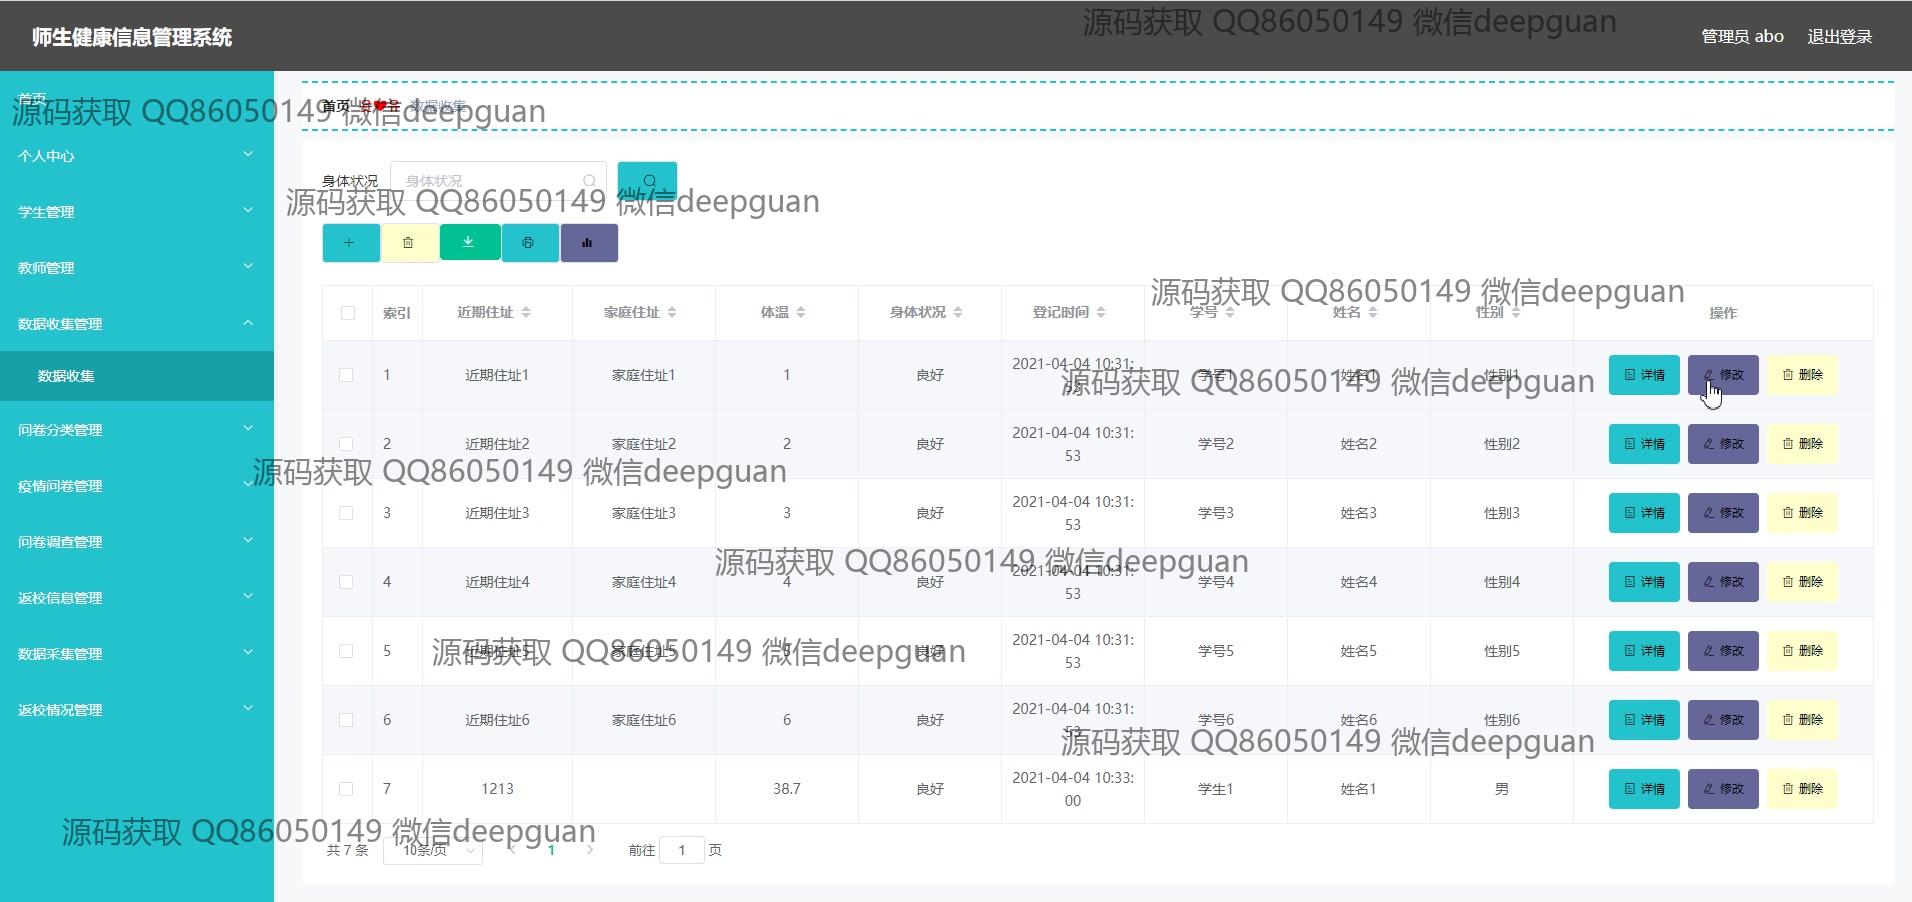 师生健康信息管理系统
源码获取 QQ86050149 微信deepguan
管理员 abo 退出登录
首页
源码获取 QQ86050149 微信deepguan
首页 数据收集
个人中心
学生管理
教师管理
数据收集管理
数据收集
问卷分类管理
疫情问卷管理
问卷调查管理
返校信息管理
数据采集管理
返校情况管理
身体状况 身体状况
源码获取 QQ86050149 微信deepguan
源码获取 QQ86050149 微信deepguan
索引 近期住址 家庭住址 体温 身体状况 登记时间 学号 姓名 性别 操作
1 近期住址1 家庭住址1 1 良好 2021-04-04 10:31:53 学号1 姓名1 性别1 详情 修改 删除
源码获取 QQ86050149 微信deepguan
2 近期住址2 家庭住址2 2 良好 2021-04-04 10:31:53 学号2 姓名2 性别2 详情 修改 删除
源码获取 QQ86050149 微信deepguan
3 近期住址3 家庭住址3 3 良好 2021-04-04 10:31:53 学号3 姓名3 性别3 详情 修改 删除
源码获取 QQ86050149 微信deepguan
4 近期住址4 家庭住址4 4 良好 2021-04-04 10:31:53 学号4 姓名4 性别4 详情 修改 删除
5 近期住址5 家庭住址5 5 良好 2021-04-04 10:31:53 学号5 姓名5 性别5 详情 修改 删除
源码获取 QQ86050149 微信deepguan
6 近期住址6 家庭住址6 6 良好 2021-04-04 10:31:53 学号6 姓名6 性别6 详情 修改 删除
源码获取 QQ86050149 微信deepguan
7 1213 38.7 良好 2021-04-04 10:33:00 学生1 姓名1 男 详情 修改 删除
源码获取 QQ86050149 微信deepguan
共 7 条 10条/页 1 前往 1 页